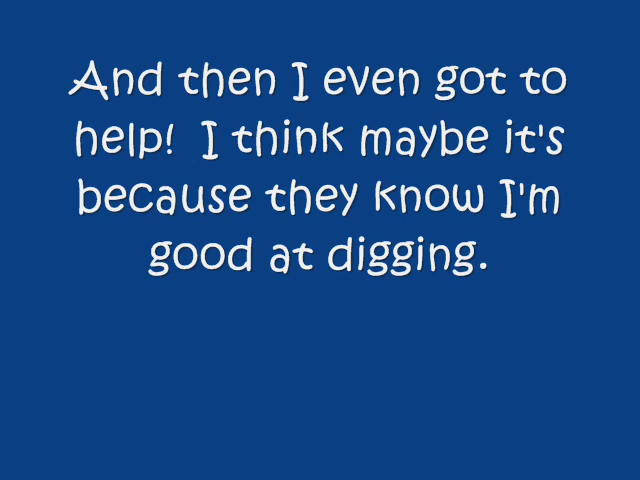 And then I even got to
help!  I think maybe it's
because they know I'm
good at digging.